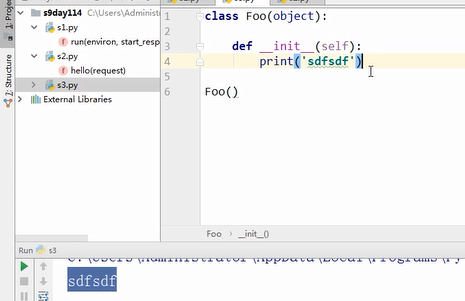 1: Project
7: Structure
s9day114 C:\Users\Administ
s1.py
run(environ, start_resp
s2.py
hello(request)
s3.py
External Libraries
1 class Foo(object):
2
3 def __init__(self):
4 print('sdfsdf')
5
6 Foo()
Foo › __init__()
Run s3
C:\Users\Administrator\AppData\Local\Programs\Py
sdfsdf